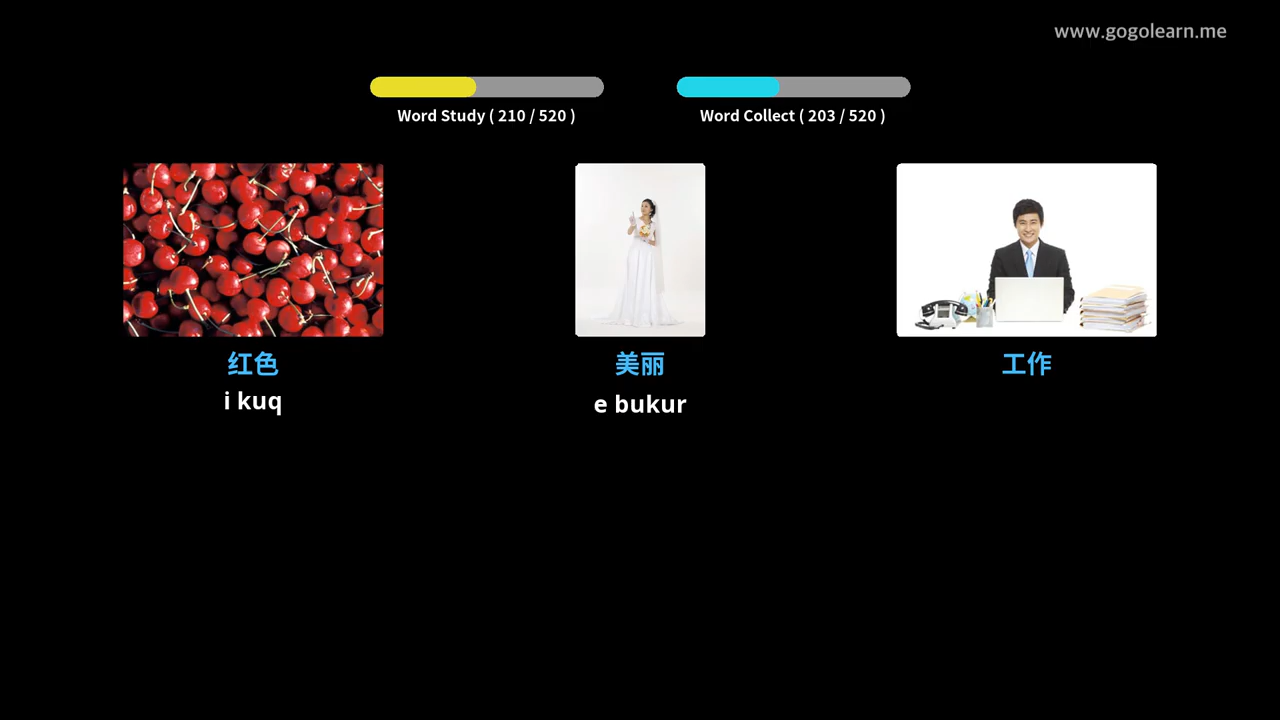 www.gogolearn.me
Word Study ( 210 / 520 )
Word Collect ( 203 / 520 )
红色
美丽
工作
i kuq
e bukur